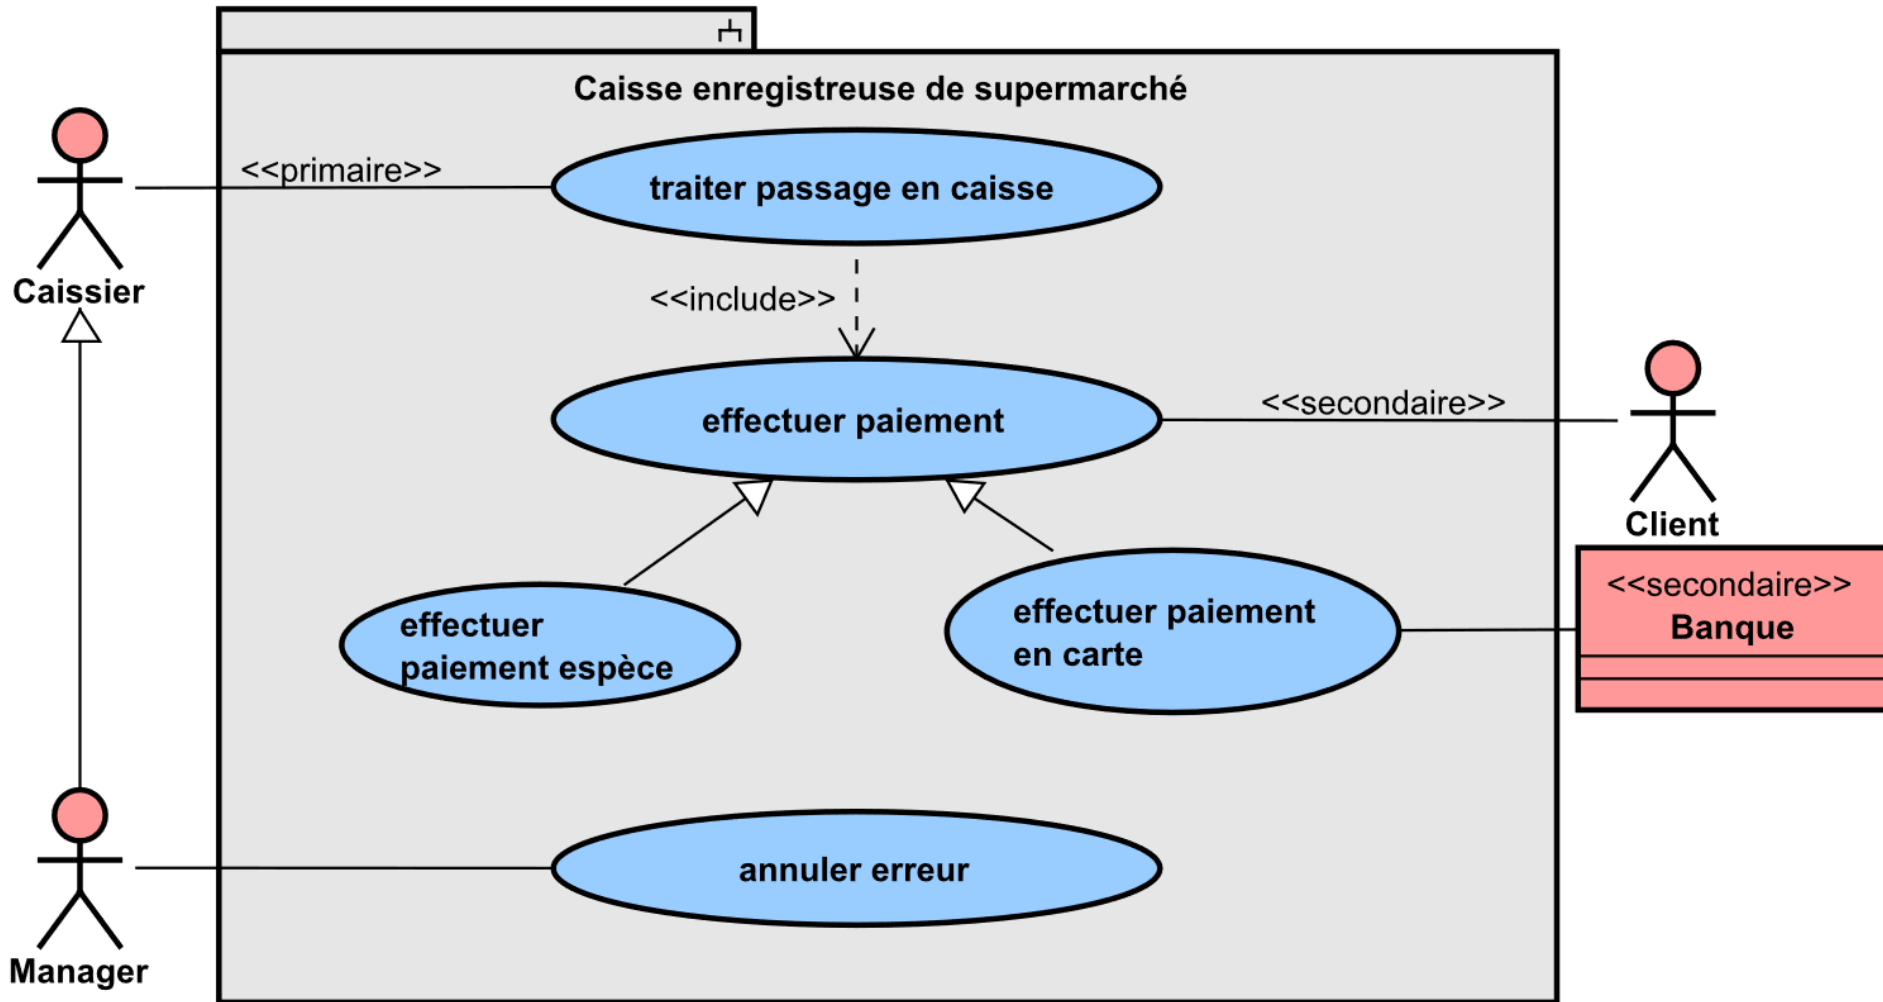 Caisse enregistreuse de supermarché
<<primaire>>
traiter passage en caisse
Caissier
<<include>>
effectuer paiement
<<secondaire>>
Client
effectuer
paiement espèce
effectuer paiement
en carte
<<secondaire>>
Banque
annuler erreur
Manager